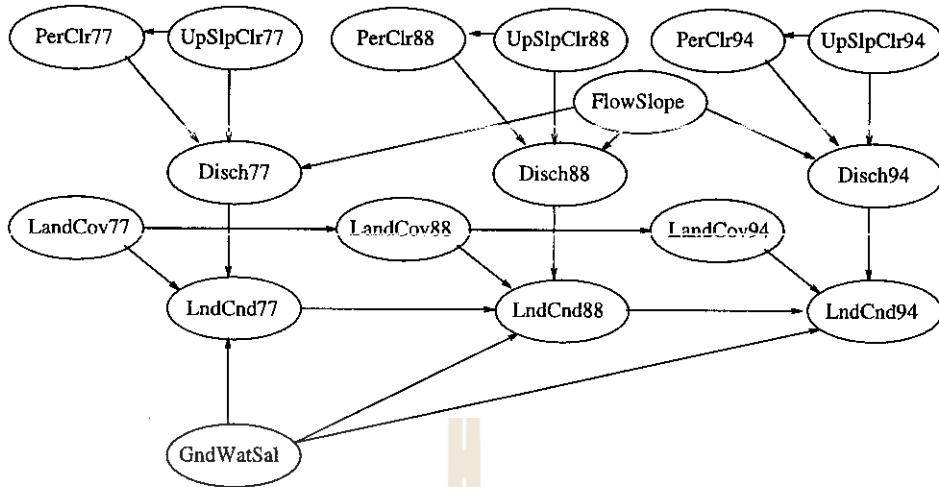 PerClr77
UpSlpClr77
PerClr88
UpSlpClr88
PerClr94
UpSlpClr94
FlowSlope
Disch77
Disch88
Disch94
LandCov77
LandCov88
LandCov94
LndCnd77
LndCnd88
LndCnd94
GndWatSal